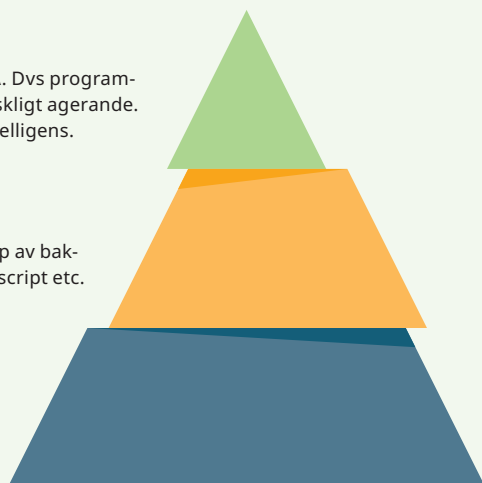 . Dvs program-
skligt agerande.
elligens.
p av bak-
script etc.